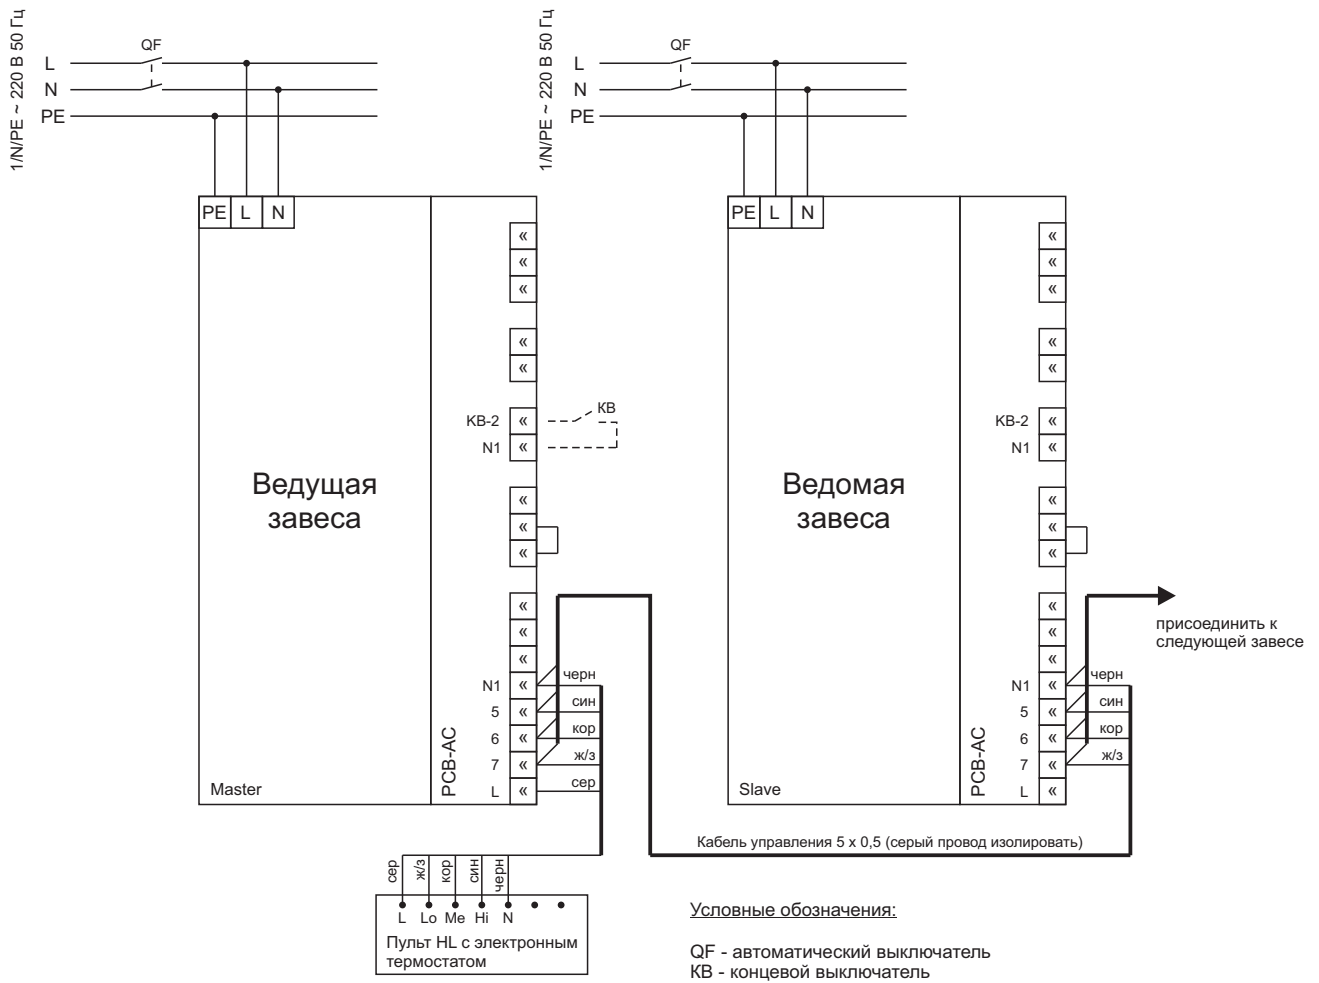 1/N/PE ~ 220 В 50 Гц
QF
L
N
PE
PE L N
«
«
«
«
«
KB-2 «
КВ
N1 «
Ведущая
завеса
«
«
«
«
«
«
N1 « черн
5 « син
6 « кор
7 « ж/з
L « сер
PCB-AC
Master
1/N/PE ~ 220 В 50 Гц
QF
L
N
PE
PE L N
«
«
«
«
«
KB-2 «
N1 «
Ведомая
завеса
«
«
«
«
«
«
N1 « черн
5 « син
6 « кор
7 « ж/з
L «
PCB-AC
Slave
присоединить к
следующей завесе
Кабель управления 5 х 0,5 (серый провод изолировать)
сер ж/з кор син черн
L Lo Me Hi N
Пульт HL с электронным
термостатом
Условные обозначения:
QF - автоматический выключатель
КВ - концевой выключатель